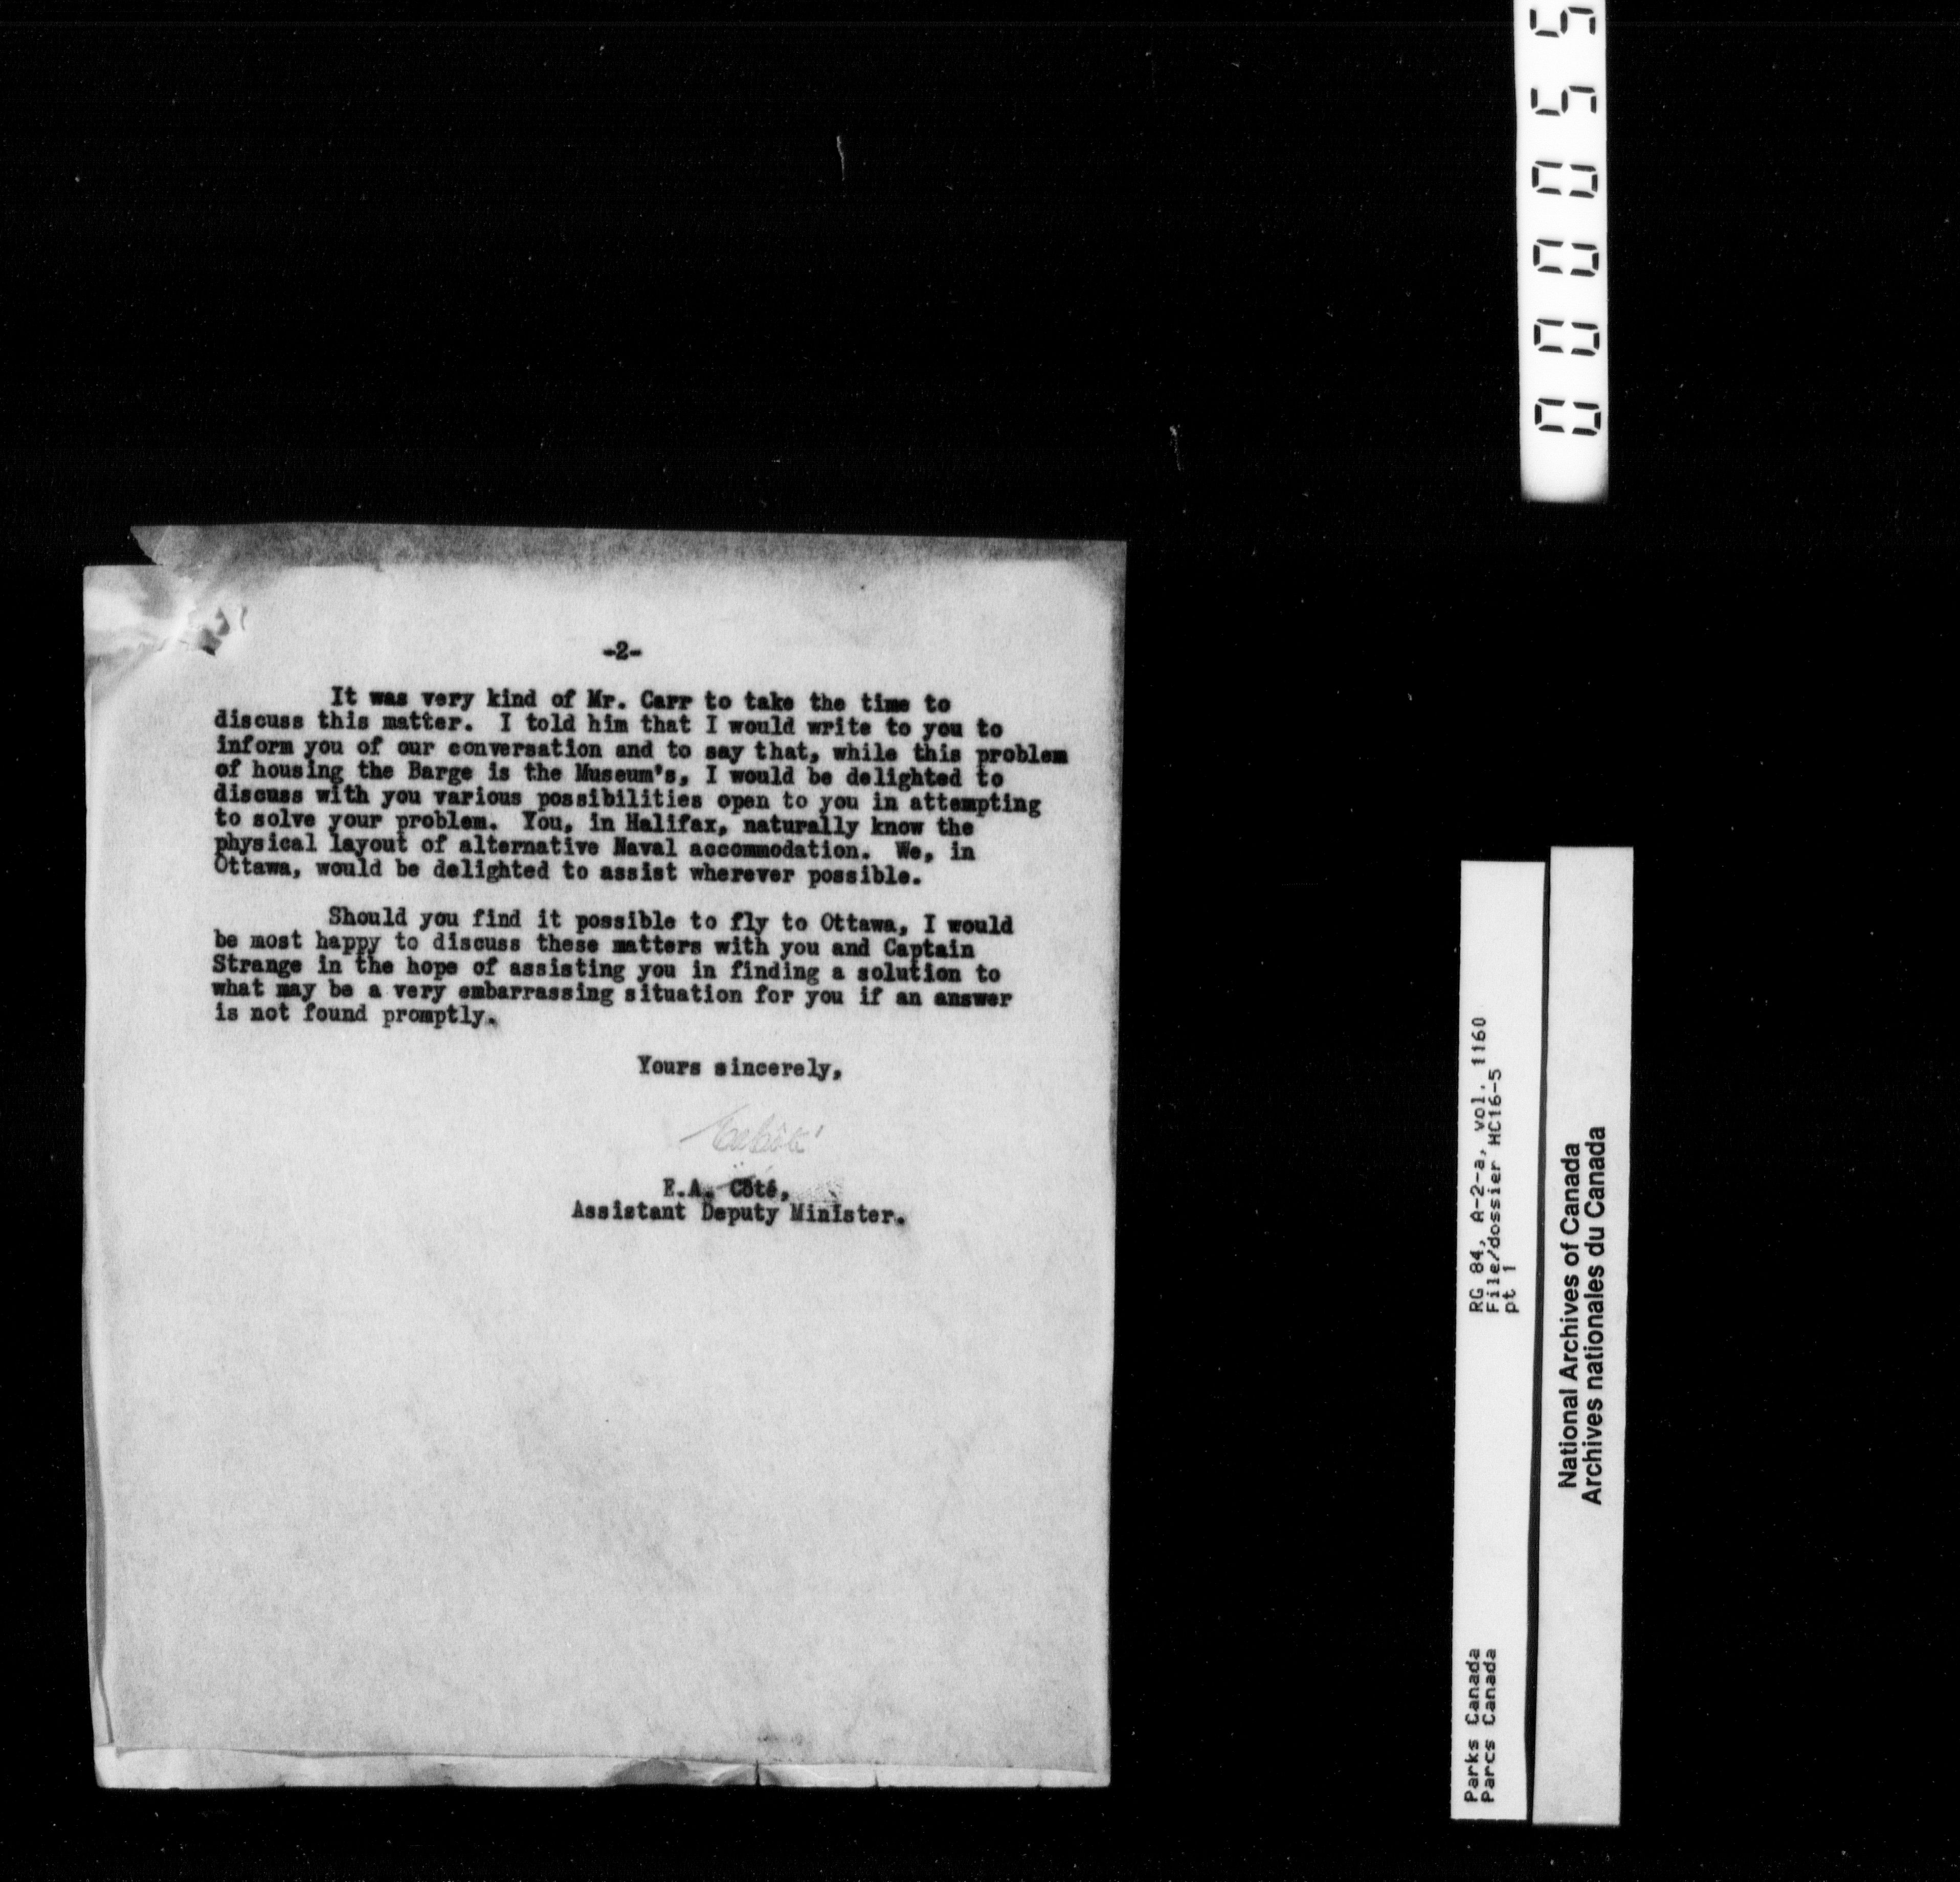 -2-
It was very kind of Mr. Carr to take the time to
discuss this matter. I told him that I would write to you to
inform you of our conversation and to say that, while this problem
of housing the Barge is the Museum's, I would be delighted to
discuss with you various possibilities open to you in attempting
to solve your problem. You, in Halifax, naturally know the
physical layout of alternative Naval accommodation. We, in
Ottawa, would be delighted to assist wherever possible.
Should you find it possible to fly to Ottawa, I would
be most happy to discuss these matters with you and Captain
Strange in the hope of assisting you in finding a solution to
what may be a very embarrassing situation for you if an answer
is not found promptly.
Yours sincerely,
E.A. Côté,
Assistant Deputy Minister.
000055
RG 84, A-2-a, vol. 1160
File/dossier HC16-5
pt 1
Parks Canada
Parcs Canada
National Archives of Canada
Archives nationales du Canada